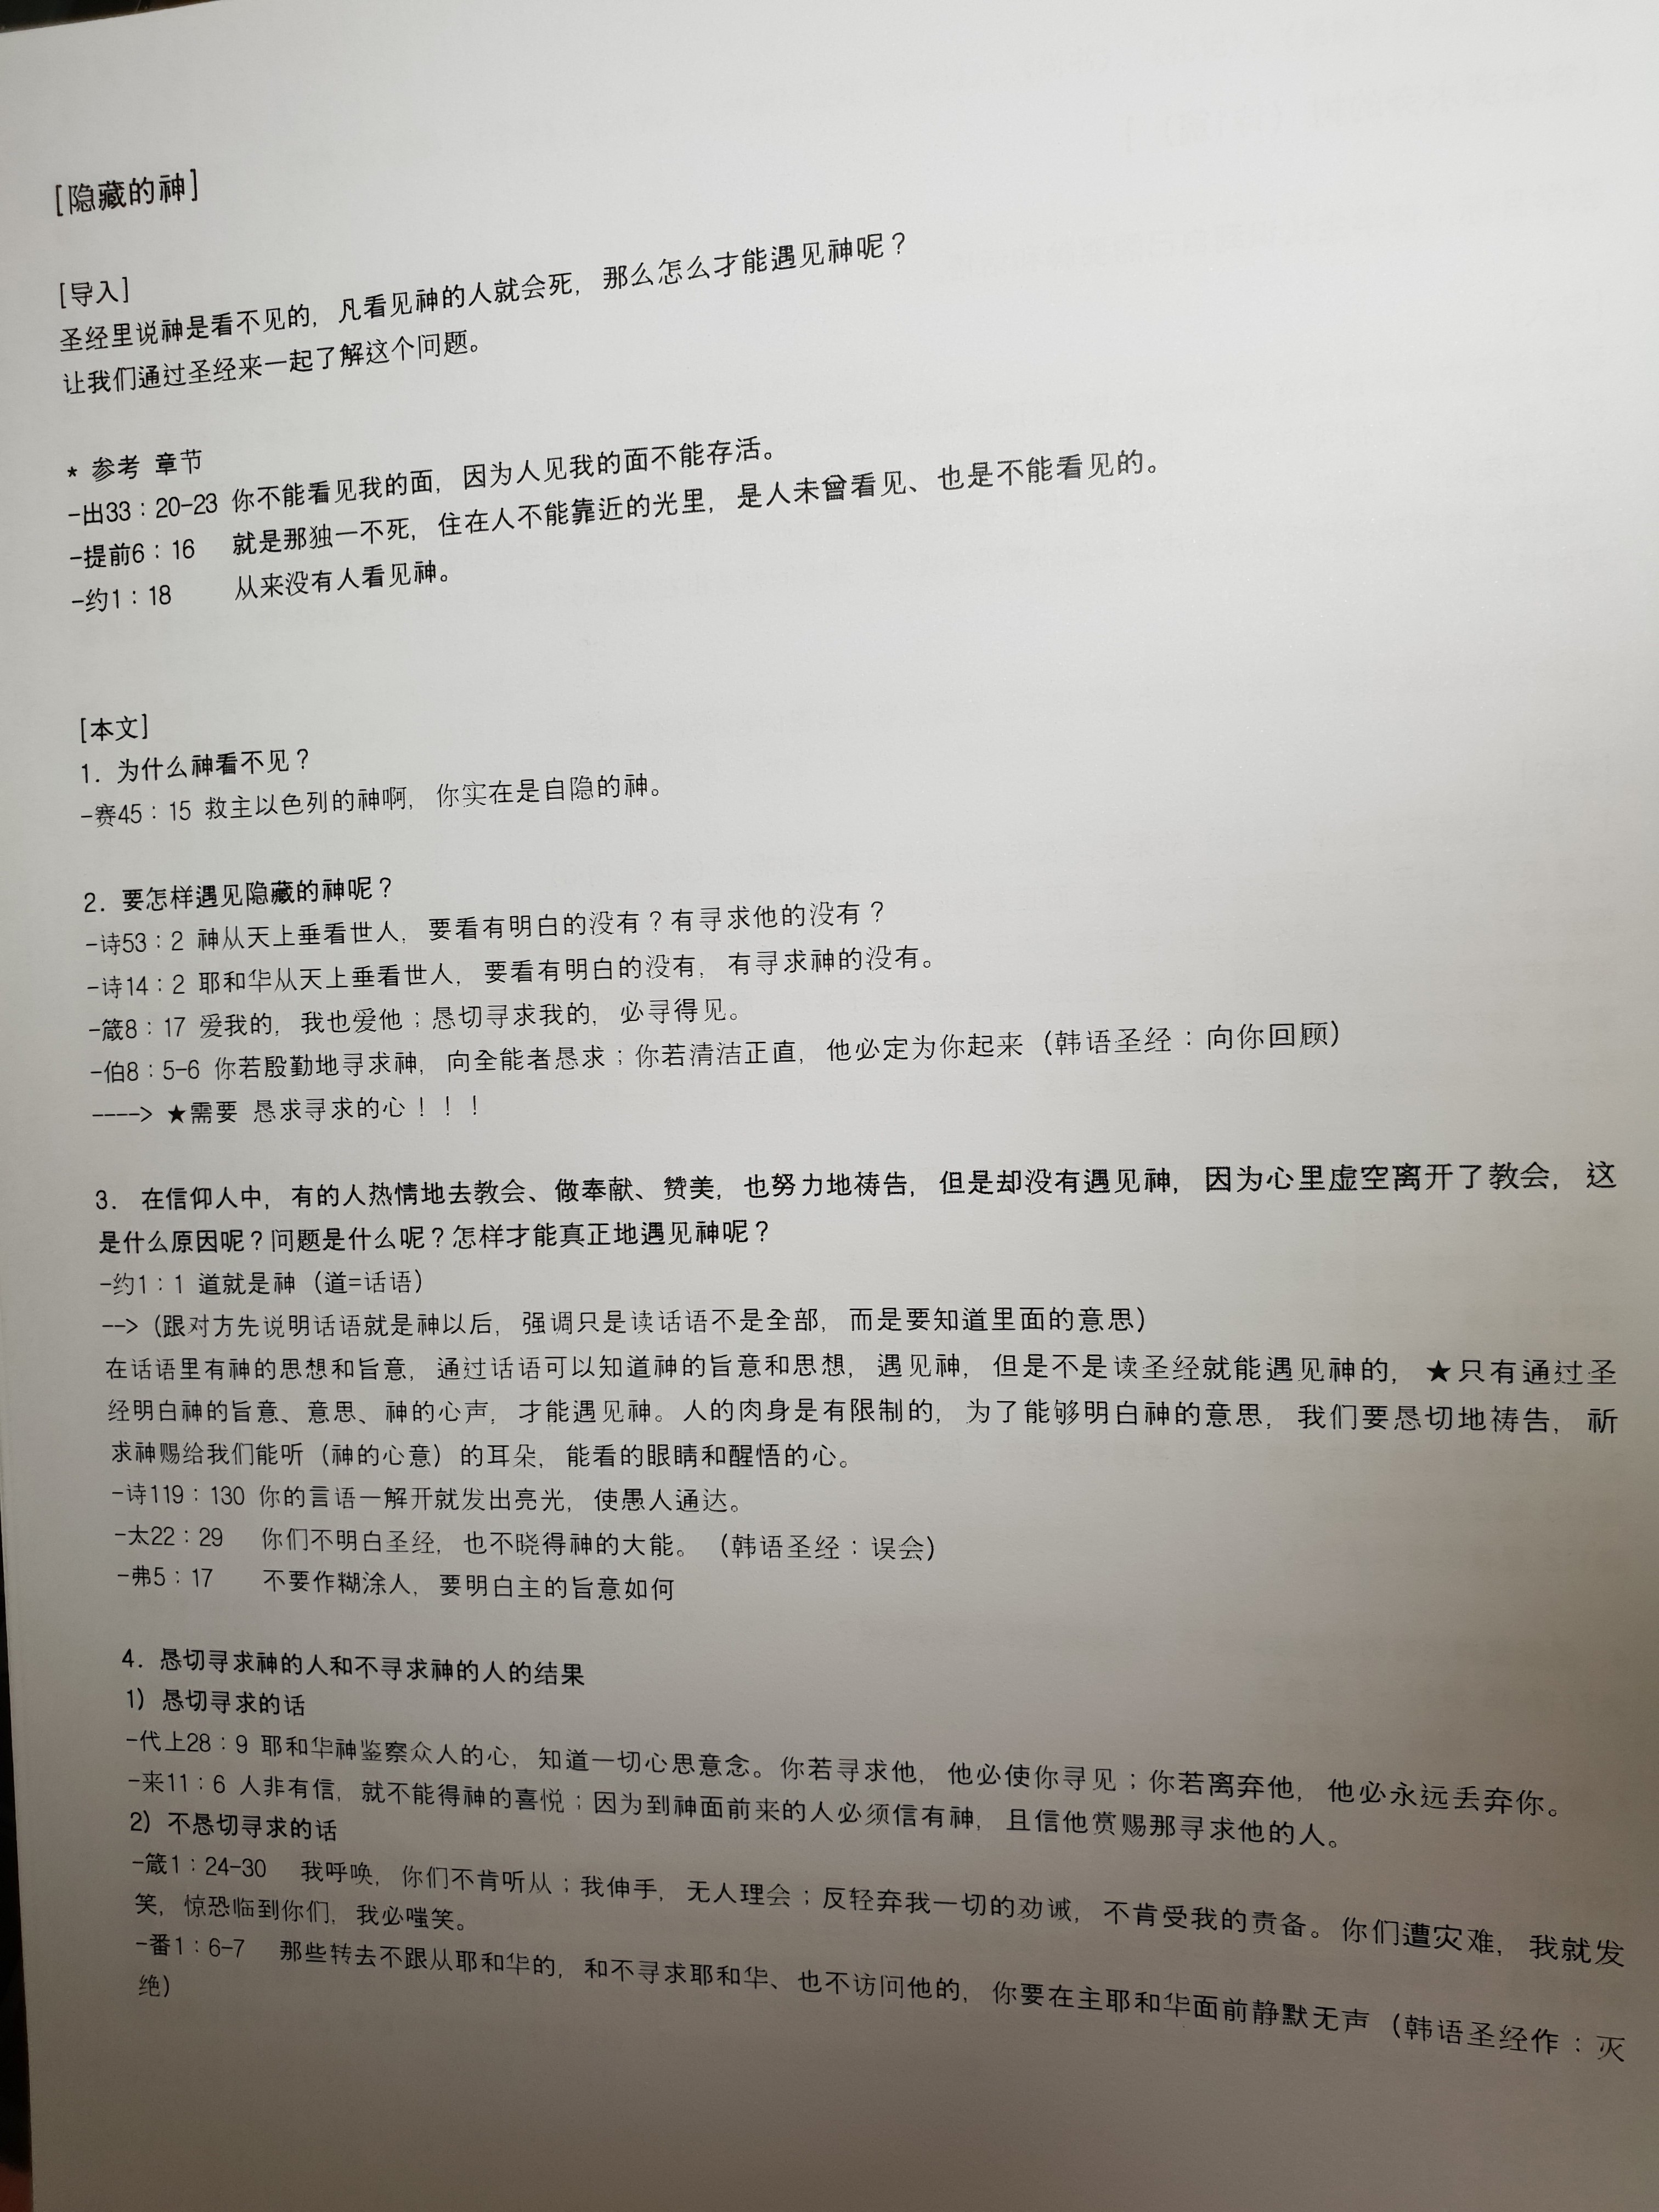 [隐藏的神]
[导入]
圣经里说神是看不见的，凡看见神的人就会死，那么怎么才能遇见神呢？
让我们通过圣经来一起了解这个问题。
* 参考 章节
-出33：20-23 你不能看见我的面，因为人见我的面不能存活。
-提前6：16 就是那独一不死，住在人不能靠近的光里，是人未曾看见、也是不能看见的。
-约1：18 从来没有人看见神。
[本文]
1. 为什么神看不见？
-赛45：15 救主以色列的神啊，你实在是自隐的神。
2. 要怎样遇见隐藏的神呢？
-诗53：2 神从天上垂看世人，要看有明白的没有？有寻求他的没有？
-诗14：2 耶和华从天上垂看世人，要看有明白的没有，有寻求神的没有。
-箴8：17 爱我的，我也爱他；恳切寻求我的，必寻得见。
-伯8：5-6 你若殷勤地寻求神，向全能者恳求；你若清洁正直，他必定为你起来（韩语圣经：向你回顾）
----> ★需要 恳求寻求的心！！！
3. 在信仰人中，有的人热情地去教会、做奉献、赞美，也努力地祷告，但是却没有遇见神，因为心里虚空离开了教会，这
是什么原因呢？问题是什么呢？怎样才能真正地遇见神呢？
-约1：1 道就是神（道=话语）
-->（跟对方先说明话语就是神以后，强调只是读话语不是全部，而是要知道里面的意思）
在话语里有神的思想和旨意，通过话语可以知道神的旨意和思想，遇见神，但是不是读圣经就能遇见神的，★只有通过圣
经明白神的旨意、意思、神的心声，才能遇见神。人的肉身是有限制的，为了能够明白神的意思，我们要恳切地祷告，祈
求神赐给我们能听（神的心意）的耳朵，能看的眼睛和醒悟的心。
-诗119：130 你的言语一解开就发出亮光，使愚人通达。
-太22：29 你们不明白圣经，也不晓得神的大能。（韩语圣经：误会）
-弗5：17 不要作糊涂人，要明白主的旨意如何
4. 恳切寻求神的人和不寻求神的人的结果
1) 恳切寻求的话
-代上28：9 耶和华神鉴察众人的心，知道一切心思意念。你若寻求他，他必使你寻见；你若离弃他，他必永远丢弃你。
-来11：6 人非有信，就不能得神的喜悦；因为到神面前来的人必须信有神，且信他赏赐那寻求他的人。
2) 不恳切寻求的话
-箴1：24-30 我呼唤，你们不肯听从；我伸手，无人理会；反轻弃我一切的劝诫，不肯受我的责备。你们遭灾难，我就发
笑，惊恐临到你们，我必嗤笑。
-番1：6-7 那些转去不跟从耶和华的，和不寻求耶和华、也不访问他的，你要在主耶和华面前静默无声（韩语圣经作：灭
绝）